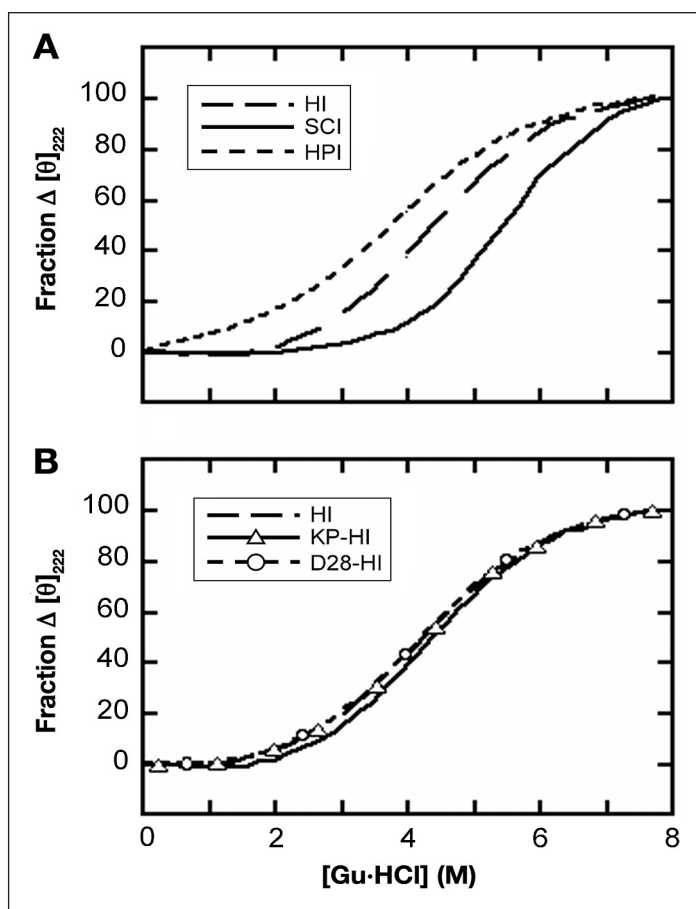 A
Fraction Δ [θ]222
100
80
60
40
20
0
HI
SCI
HPI
B
Fraction Δ [θ]222
100
80
60
40
20
0
HI
KP-HI
D28-HI
0 2 4 6 8
[Gu·HCl] (M)